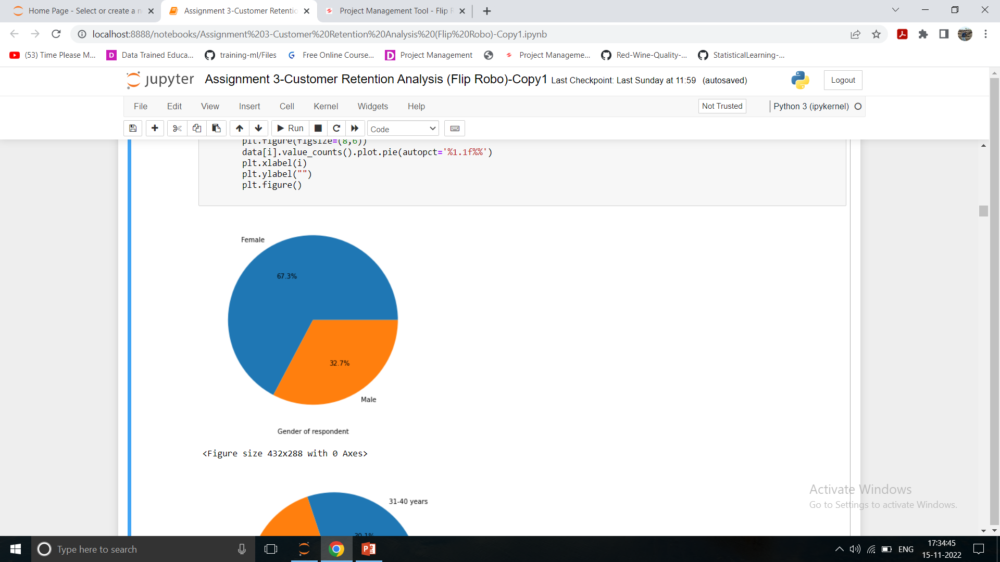 Home Page - Select or create a n
Assignment 3-Customer Retentio
Project Management Tool - Flip R
localhost:8888/notebooks/Assignment%203-Customer%20Retention%20Analysis%20(Flip%20Robo)-Copy1.ipynb
(53) Time Please M...
Data Trained Educa...
training-ml/Files
Free Online Course...
Project Management
Project Manageme...
Red-Wine-Quality-...
StatisticalLearning-...
jupyter Assignment 3-Customer Retention Analysis (Flip Robo)-Copy1 Last Checkpoint: Last Sunday at 11:59 (autosaved)
Logout
File Edit View Insert Cell Kernel Widgets Help
Not Trusted
Python 3 (ipykernel)
Run
Code
plt.figure(figsize=(8,6))
data[i].value_counts().plot.pie(autopct='%1.1f%%')
plt.xlabel(i)
plt.ylabel("")
plt.figure()
Female
67.3%
32.7%
Male
Gender of respondent
<Figure size 432x288 with 0 Axes>
31-40 years
30.1%
Activate Windows
Go to Settings to activate Windows.
Type here to search
ENG
17:34:45
15-11-2022